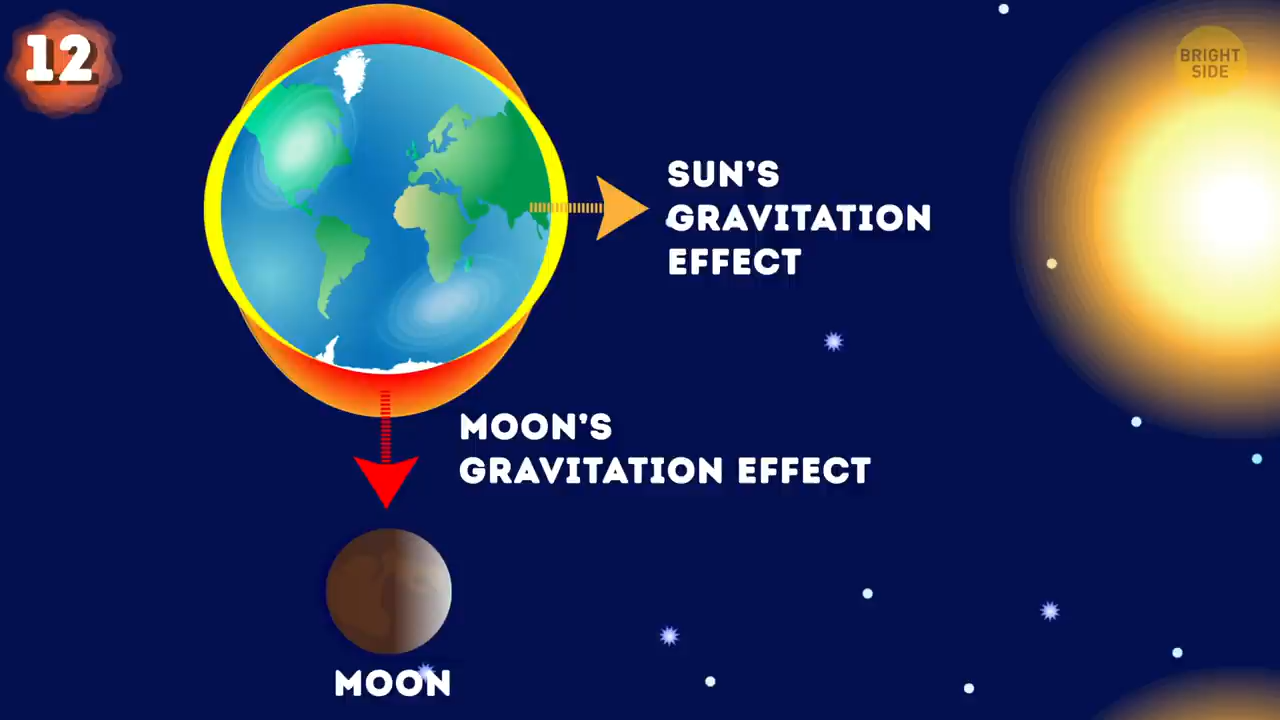 12
BRIGHT
SIDE
SUN'S
GRAVITATION
EFFECT
MOON'S
GRAVITATION EFFECT
MOON